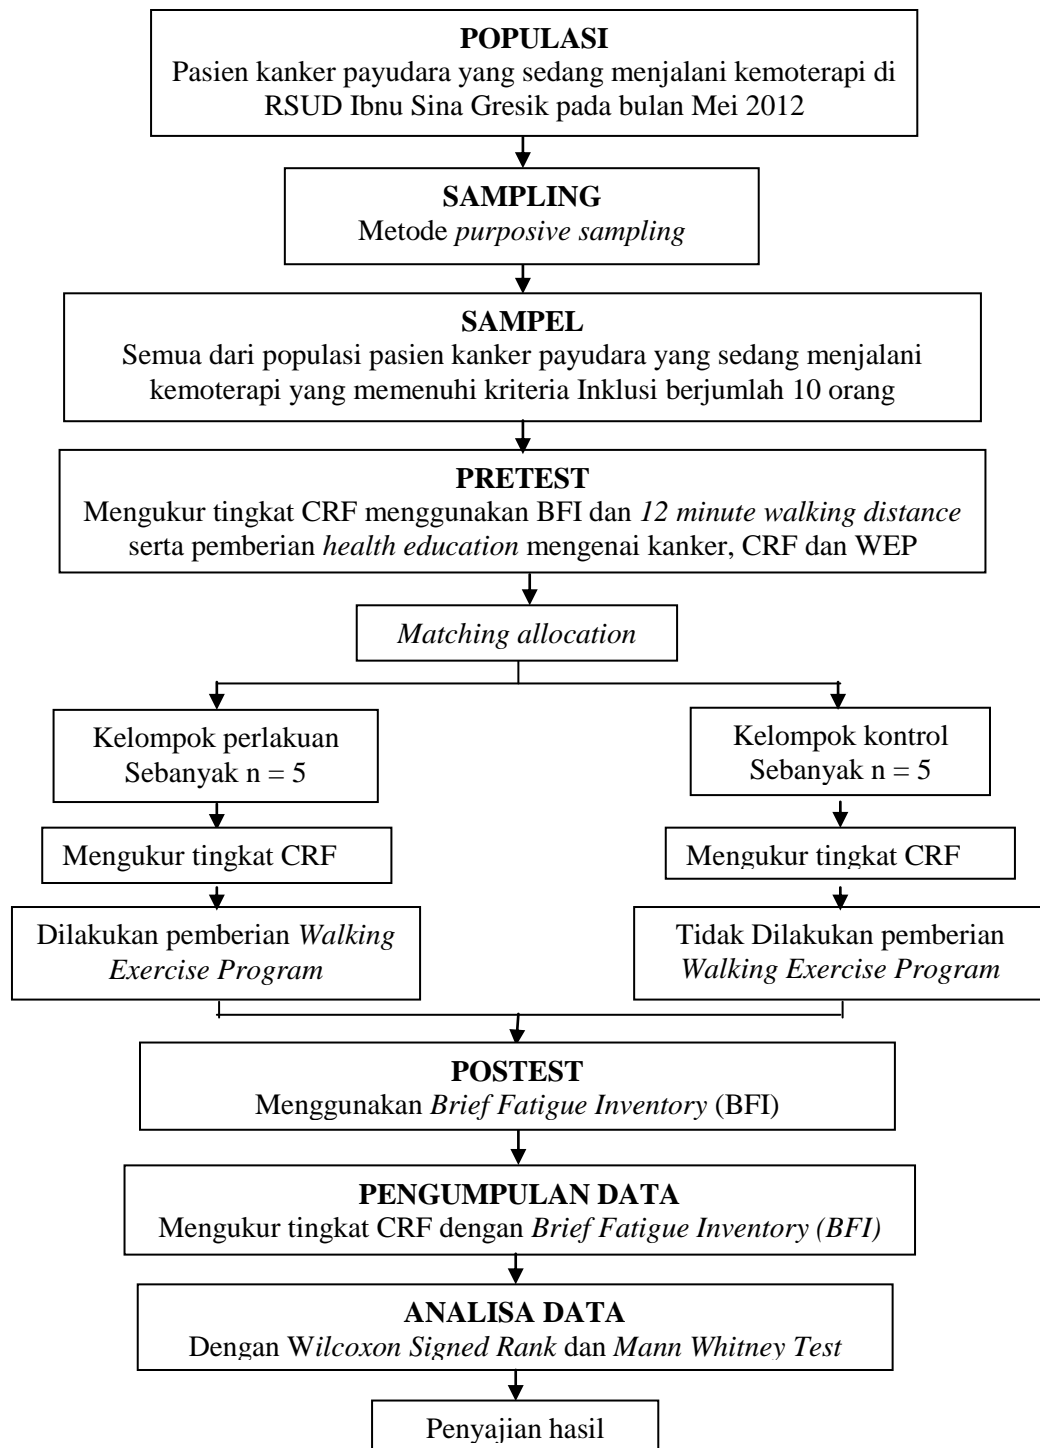 POPULASI
Pasien kanker payudara yang sedang menjalani kemoterapi di
RSUD Ibnu Sina Gresik pada bulan Mei 2012
SAMPLING
Metode purposive sampling
SAMPEL
Semua dari populasi pasien kanker payudara yang sedang menjalani
kemoterapi yang memenuhi kriteria Inklusi berjumlah 10 orang
PRETEST
Mengukur tingkat CRF menggunakan BFI dan 12 minute walking distance
serta pemberian health education mengenai kanker, CRF dan WEP
Matching allocation
Kelompok perlakuan
Sebanyak n = 5
Kelompok kontrol
Sebanyak n = 5
Mengukur tingkat CRF
Mengukur tingkat CRF
Dilakukan pemberian Walking
Exercise Program
Tidak Dilakukan pemberian
Walking Exercise Program
POSTEST
Menggunakan Brief Fatigue Inventory (BFI)
PENGUMPULAN DATA
Mengukur tingkat CRF dengan Brief Fatigue Inventory (BFI)
ANALISA DATA
Dengan Wilcoxon Signed Rank dan Mann Whitney Test
Penyajian hasil